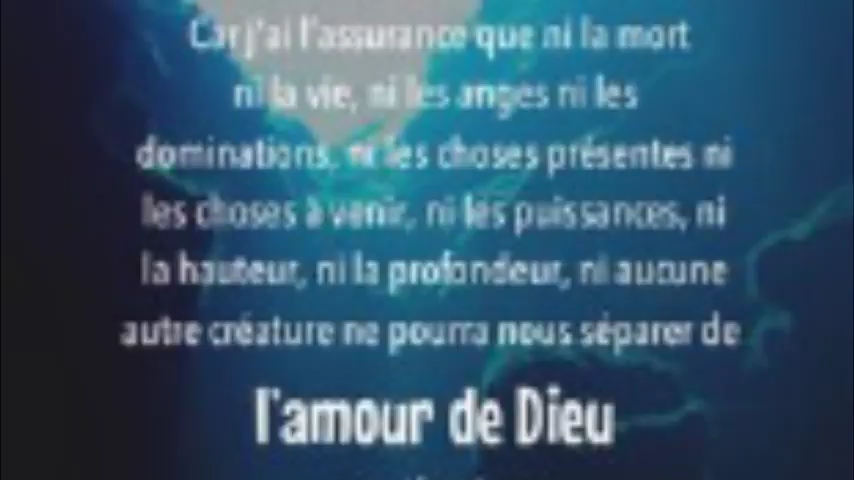 Car j'ai l'assurance que ni la mort
ni la vie, ni les anges ni les
dominations, ni les choses présentes ni
les choses à venir, ni les puissances, ni
la hauteur, ni la profondeur, ni aucune
autre créature ne pourra nous séparer de
l'amour de Dieu